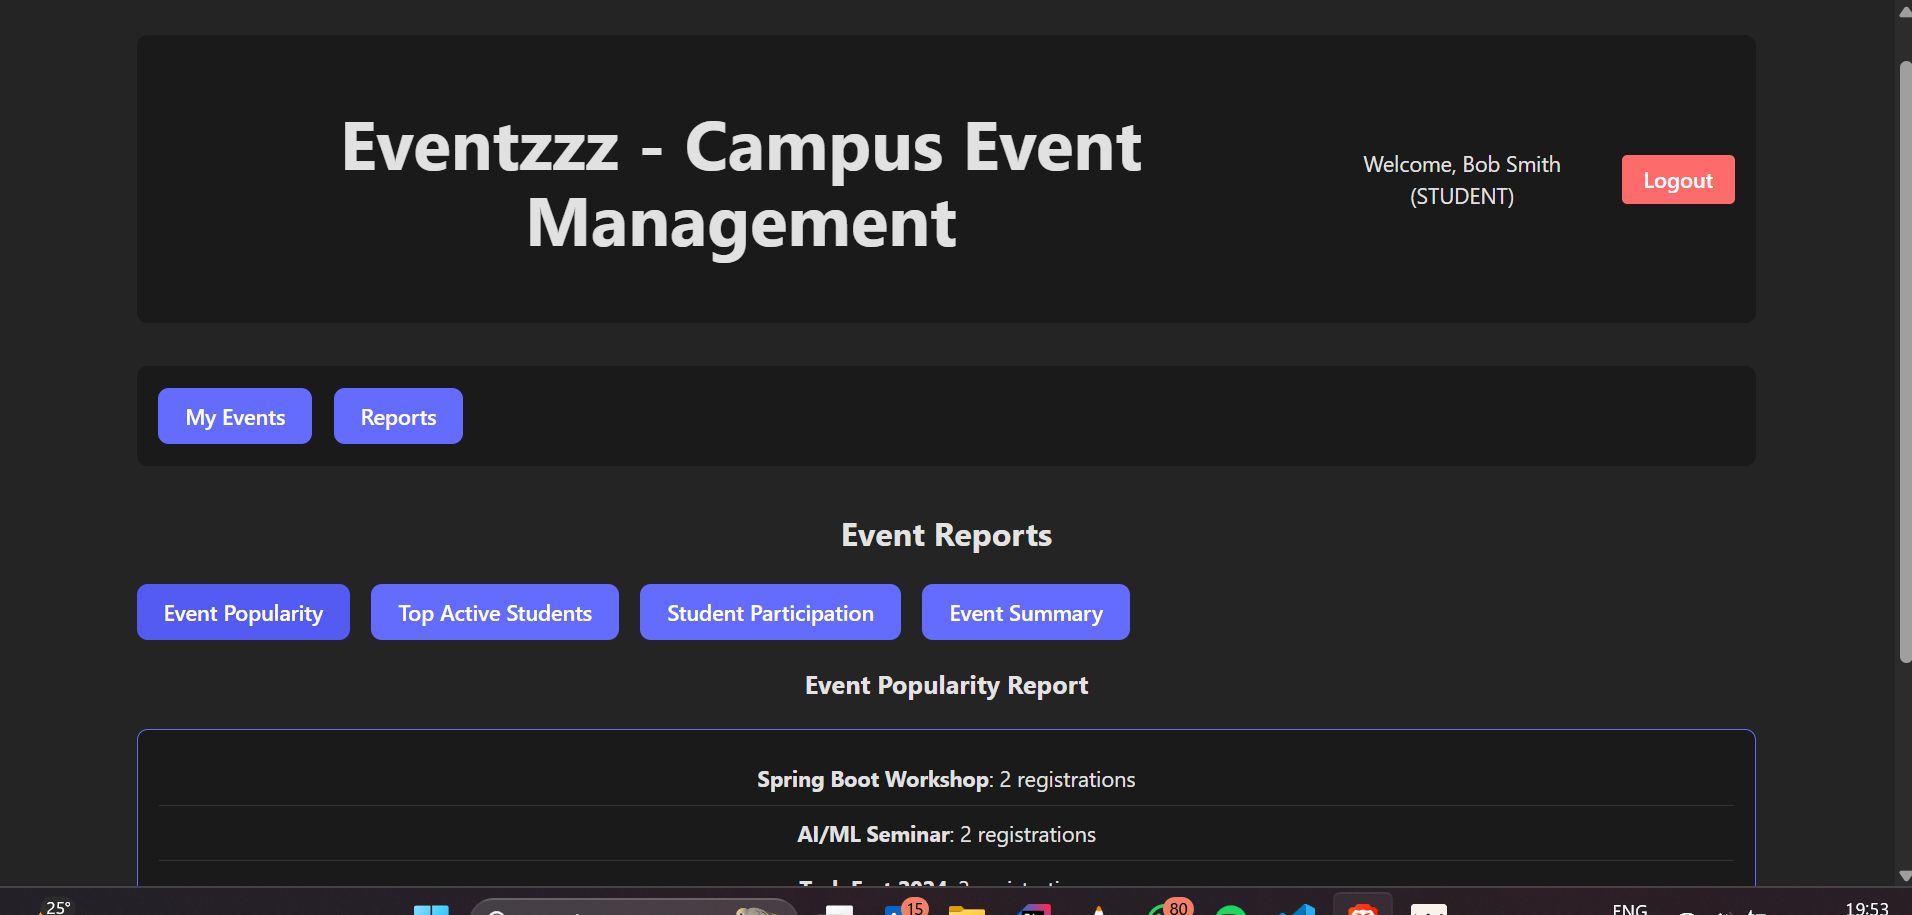 Eventzzz - Campus Event
Management
Welcome, Bob Smith
(STUDENT)
Logout
My Events
Reports
Event Reports
Event Popularity
Top Active Students
Student Participation
Event Summary
Event Popularity Report
Spring Boot Workshop: 2 registrations
AI/ML Seminar: 2 registrations
25°
15
80
ENG
19:53